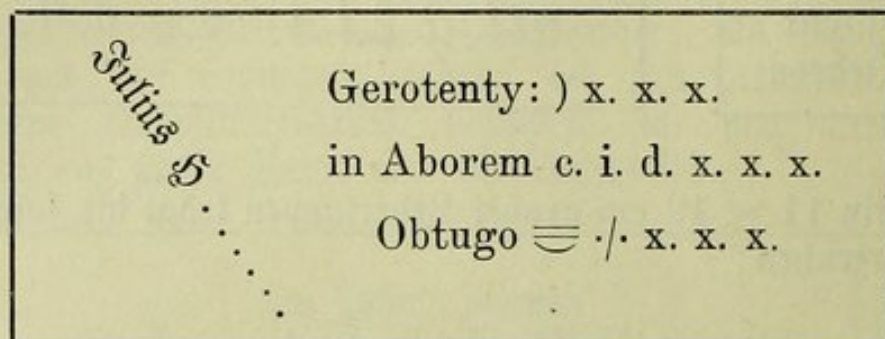 Julius H.....
Gerotenty: ) x. x. x.
in Aborem c. i. d. x. x. x.
Obtugo ·/· x. x. x.